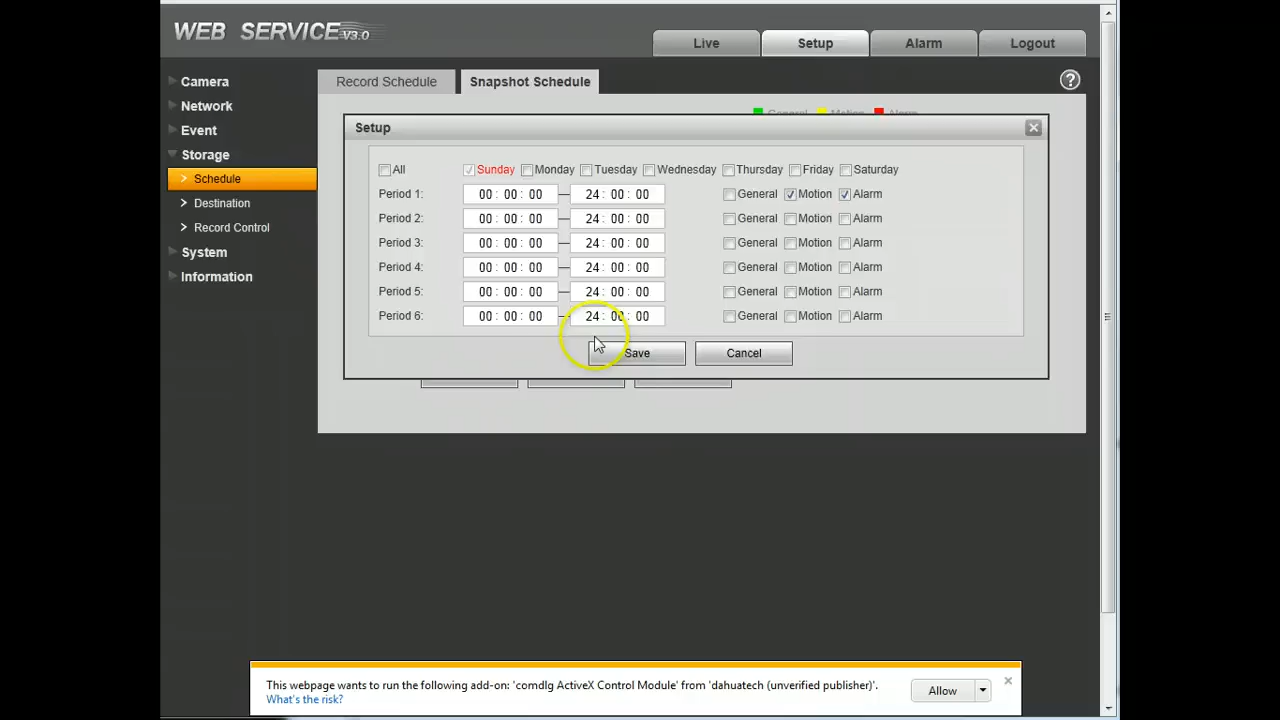 WEB SERVICE V3.0
Live Setup Alarm Logout
Camera
Network
Event
Storage
Schedule
Destination
Record Control
System
Information
Record Schedule Snapshot Schedule ?
General Motion Alarm
Setup
All Sunday Monday Tuesday Wednesday Thursday Friday Saturday
Period 1: 00 : 00 : 00 — 24 : 00 : 00 General Motion Alarm
Period 2: 00 : 00 : 00 — 24 : 00 : 00 General Motion Alarm
Period 3: 00 : 00 : 00 — 24 : 00 : 00 General Motion Alarm
Period 4: 00 : 00 : 00 — 24 : 00 : 00 General Motion Alarm
Period 5: 00 : 00 : 00 — 24 : 00 : 00 General Motion Alarm
Period 6: 00 : 00 : 00 — 24 : 00 : 00 General Motion Alarm
Save Cancel
This webpage wants to run the following add-on: 'comdlg ActiveX Control Module' from 'dahuatech (unverified publisher)'.
What's the risk?
Allow